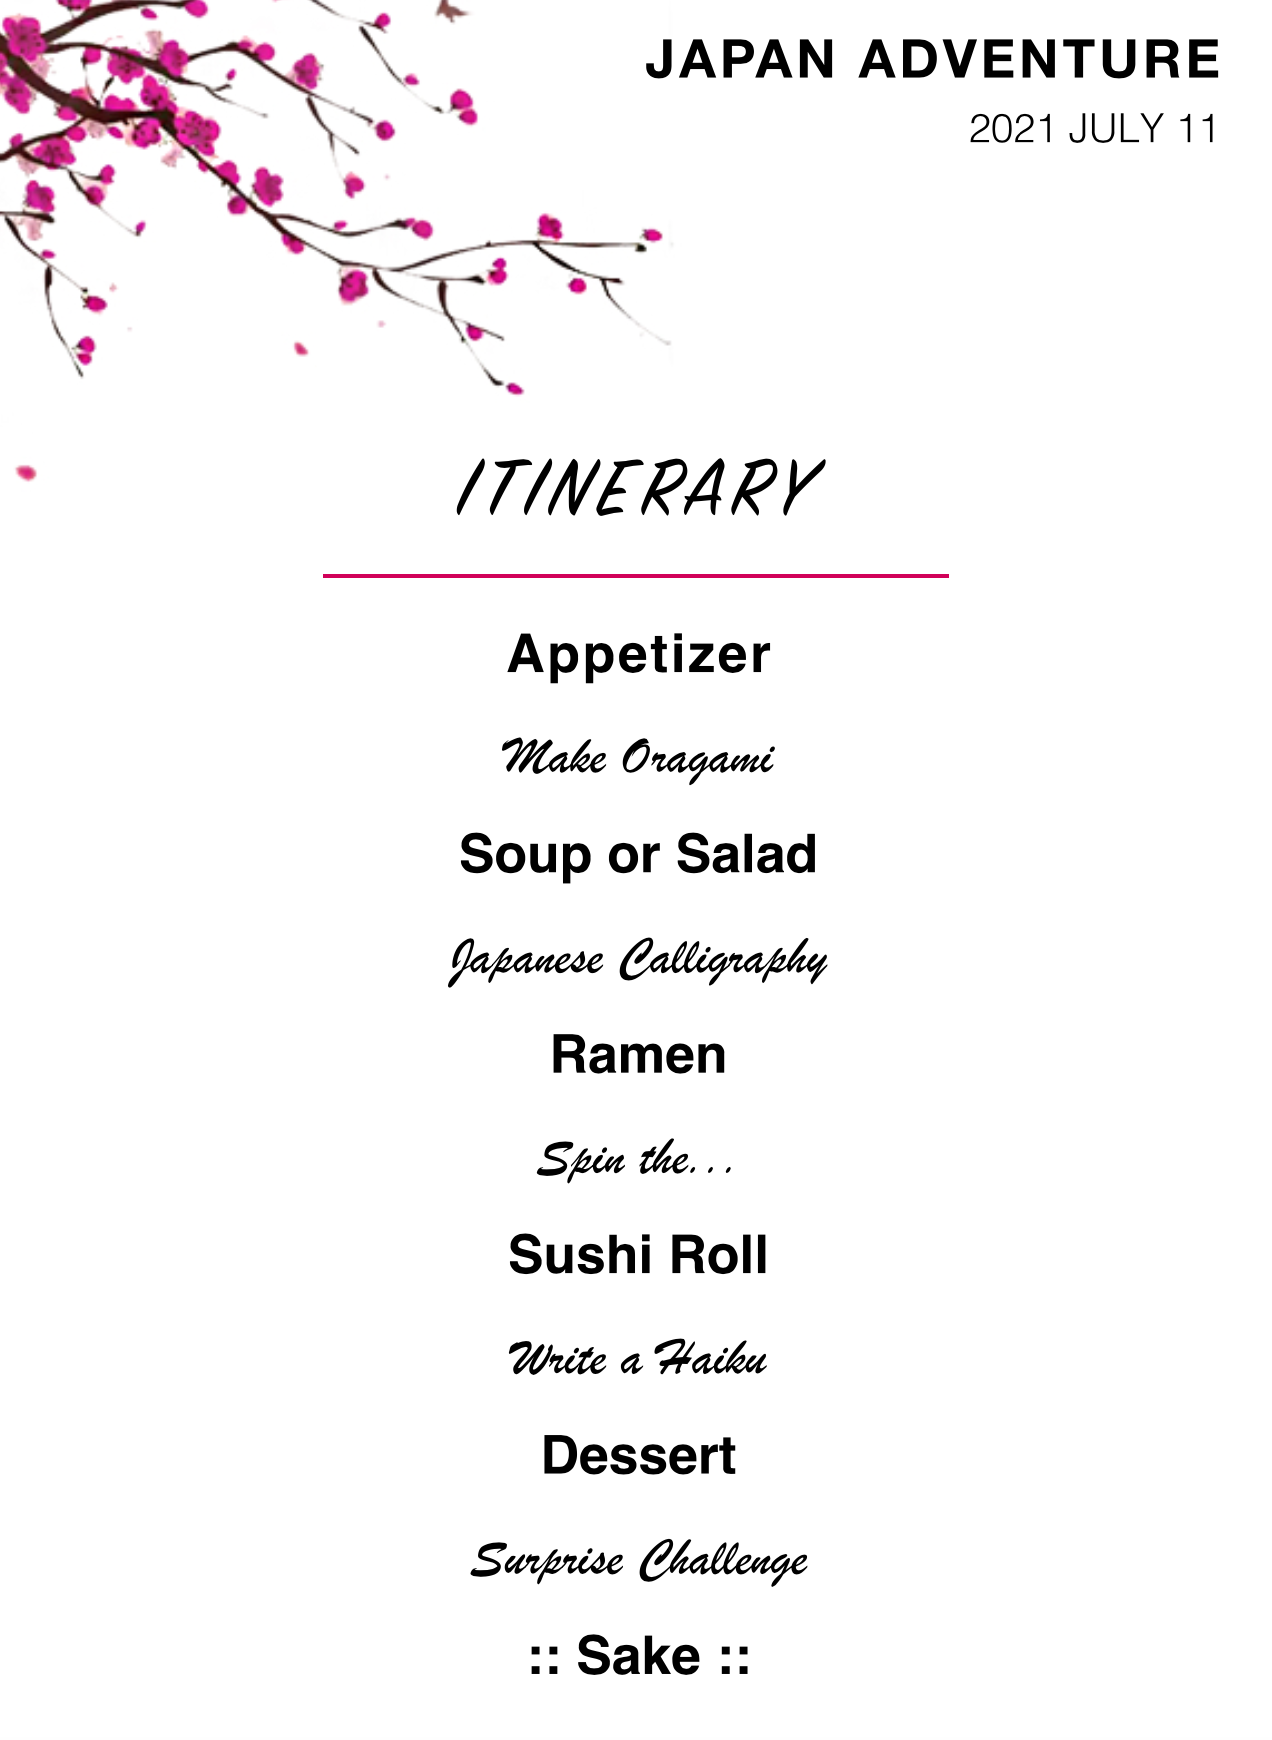 JAPAN ADVENTURE
2021 JULY 11
ITINERARY
Appetizer
Make Oragami
Soup or Salad
Japanese Calligraphy
Ramen
Spin the...
Sushi Roll
Write a Haiku
Dessert
Surprise Challenge
:: Sake ::